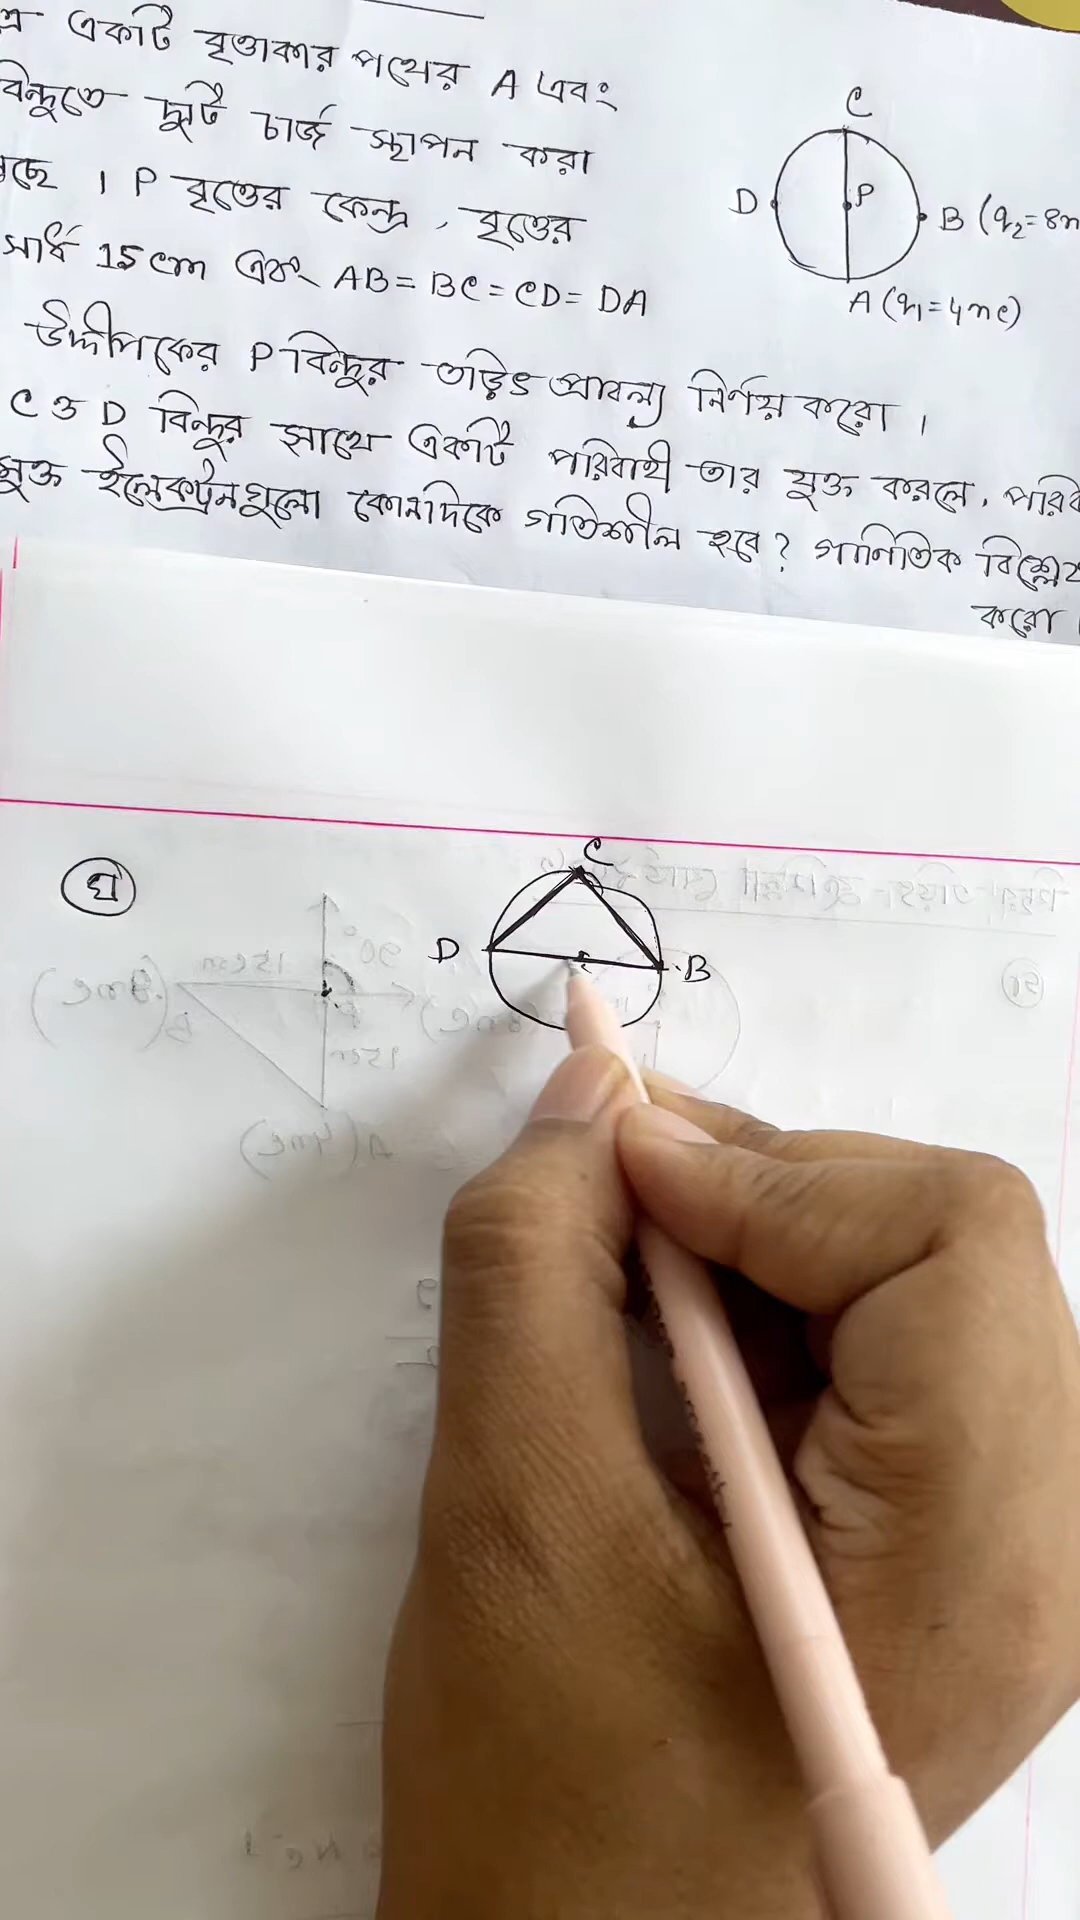 ত্রে একটি বৃত্তাকার পথের A এবং
বিন্দুতে দুটি চার্জ স্থাপন করা
য়েছে । P বৃত্তের কেন্দ্র, বৃত্তের
সার্ধ 15 cm এবং AB = BC = CD = DA
C
D
P
B (q₂=8n
A (q₁=4nc)
উদ্দীপকের P বিন্দুর তড়িৎ প্রাবল্য নির্ণয় করো ।
C ও D বিন্দুর সাথে একটি পরিবাহী তার যুক্ত করলে, পরিব
মুক্ত ইলেকট্রনগুলো কোনদিকে গতিশীল হবে? গাণিতিক বিশ্লেষ
করো ।
ঘ
C
D
B